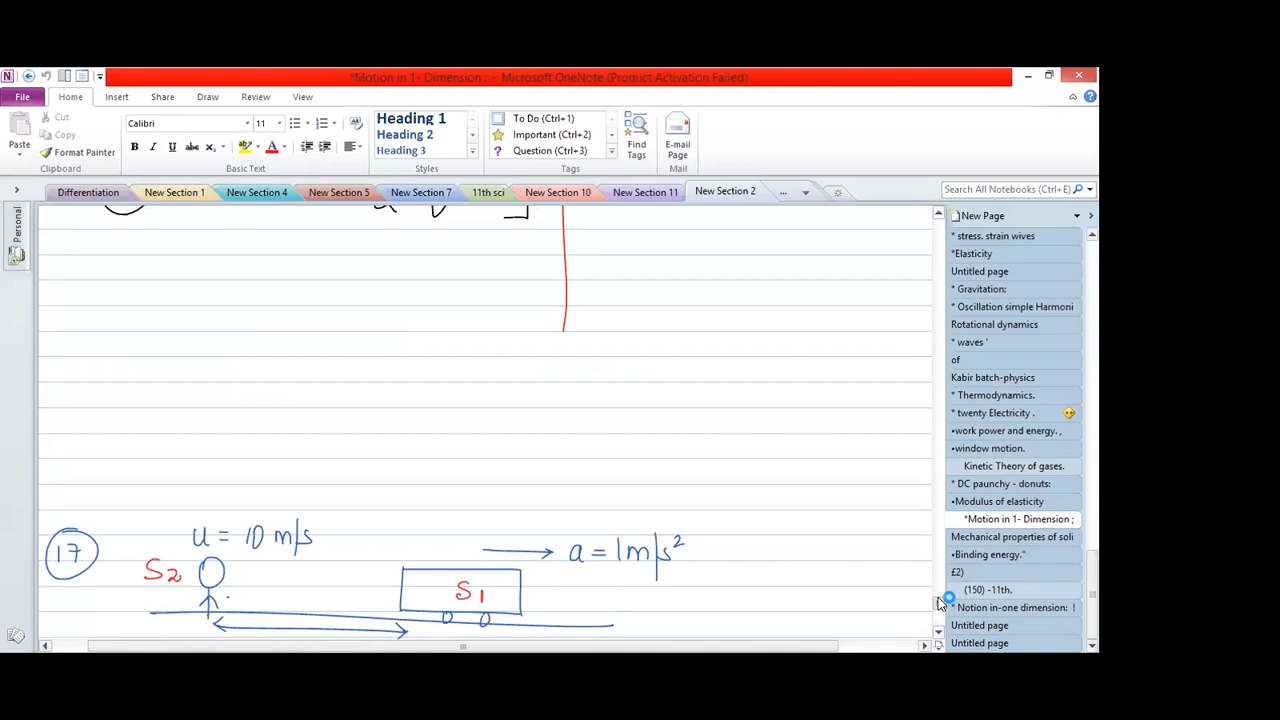 *Motion in 1- Dimension ; - Microsoft OneNote (Product Activation Failed)
File Home Insert Share Draw Review View
Cut
Copy
Paste
Format Painter
Clipboard
Calibri 11
B I U abc x₂ A
Basic Text
Heading 1
Heading 2
Heading 3
Styles
To Do (Ctrl+1)
Important (Ctrl+2)
Question (Ctrl+3)
Tags
Find Tags
E-mail Page
Mail
Differentiation New Section 1 New Section 4 New Section 5 New Section 7 11th sci New Section 10 New Section 11 New Section 2 ...
Search All Notebooks (Ctrl+E)
Personal
New Page
* stress. strain wives
*Elasticity
Untitled page
* Gravitation:
* Oscillation simple Harmoni
Rotational dynamics
* waves '
of
Kabir batch-physics
* Thermodynamics.
* twenty Electricity .
•work power and energy. ,
•window motion.
Kinetic Theory of gases.
* DC paunchy - donuts:
•Modulus of elasticity
*Motion in 1- Dimension ;
Mechanical properties of soli
•Binding energy."
£2)
(150) -11th.
* Notion in-one dimension: !
Untitled page
Untitled page
17 u = 10 m/s
a = 1m/s²
S2 S1